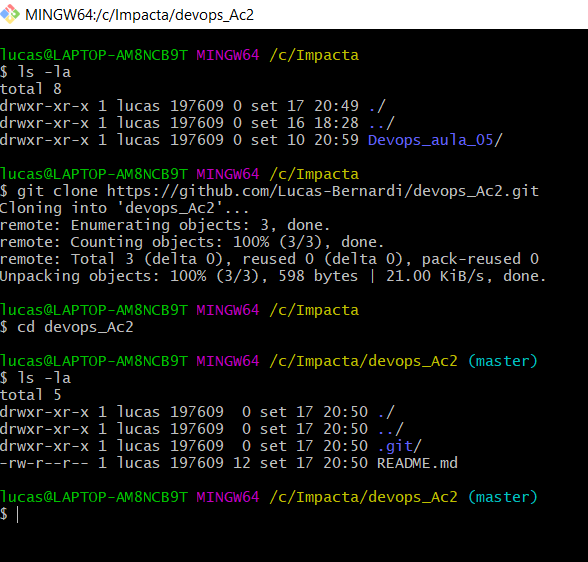 MINGW64:/c/Impacta/devops_Ac2
lucas@LAPTOP-AM8NCB9T MINGW64 /c/Impacta
$ ls -la
total 8
drwxr-xr-x 1 lucas 197609 0 set 17 20:49 ./
drwxr-xr-x 1 lucas 197609 0 set 16 18:28 ../
drwxr-xr-x 1 lucas 197609 0 set 10 20:59 Devops_aula_05/
lucas@LAPTOP-AM8NCB9T MINGW64 /c/Impacta
$ git clone https://github.com/Lucas-Bernardi/devops_Ac2.git
Cloning into 'devops_Ac2'...
remote: Enumerating objects: 3, done.
remote: Counting objects: 100% (3/3), done.
remote: Total 3 (delta 0), reused 0 (delta 0), pack-reused 0
Unpacking objects: 100% (3/3), 598 bytes | 21.00 KiB/s, done.
lucas@LAPTOP-AM8NCB9T MINGW64 /c/Impacta
$ cd devops_Ac2
lucas@LAPTOP-AM8NCB9T MINGW64 /c/Impacta/devops_Ac2 (master)
$ ls -la
total 5
drwxr-xr-x 1 lucas 197609  0 set 17 20:50 ./
drwxr-xr-x 1 lucas 197609  0 set 17 20:50 ../
drwxr-xr-x 1 lucas 197609  0 set 17 20:50 .git/
-rw-r--r-- 1 lucas 197609 12 set 17 20:50 README.md
lucas@LAPTOP-AM8NCB9T MINGW64 /c/Impacta/devops_Ac2 (master)
$